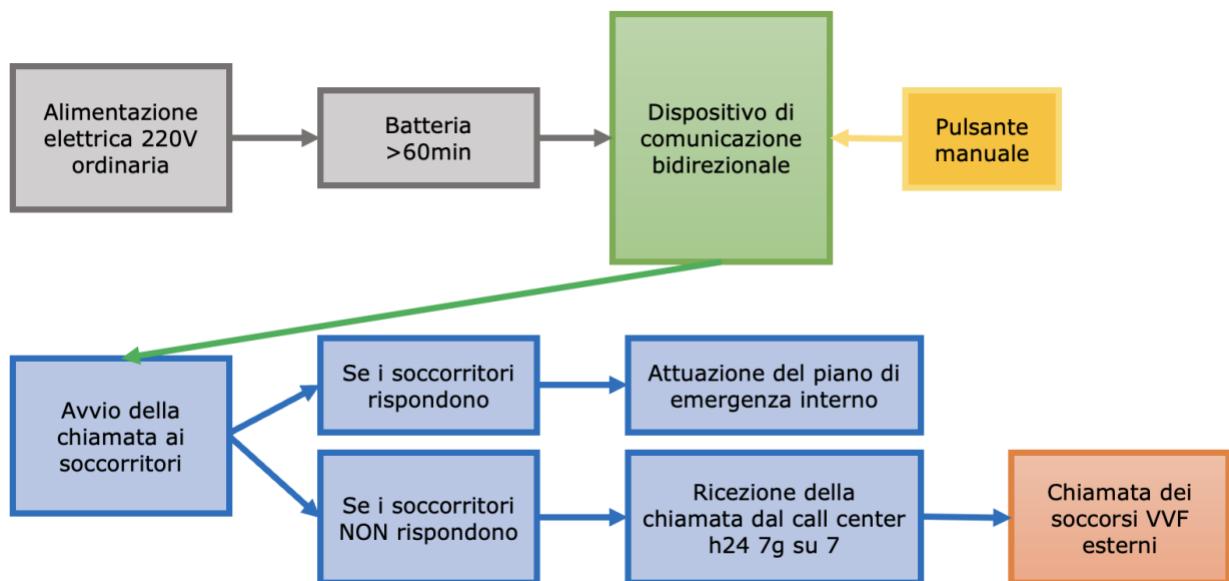 Alimentazione
elettrica 220V
ordinaria
Batteria
>60min
Dispositivo di
comunicazione
bidirezionale
Pulsante
manuale
Avvio della
chiamata ai
soccorritori
Se i soccorritori
rispondono
Attuazione del piano di
emergenza interno
Se i soccorritori
NON rispondono
Ricezione della
chiamata dal call center
h24 7g su 7
Chiamata dei
soccorsi VVF
esterni